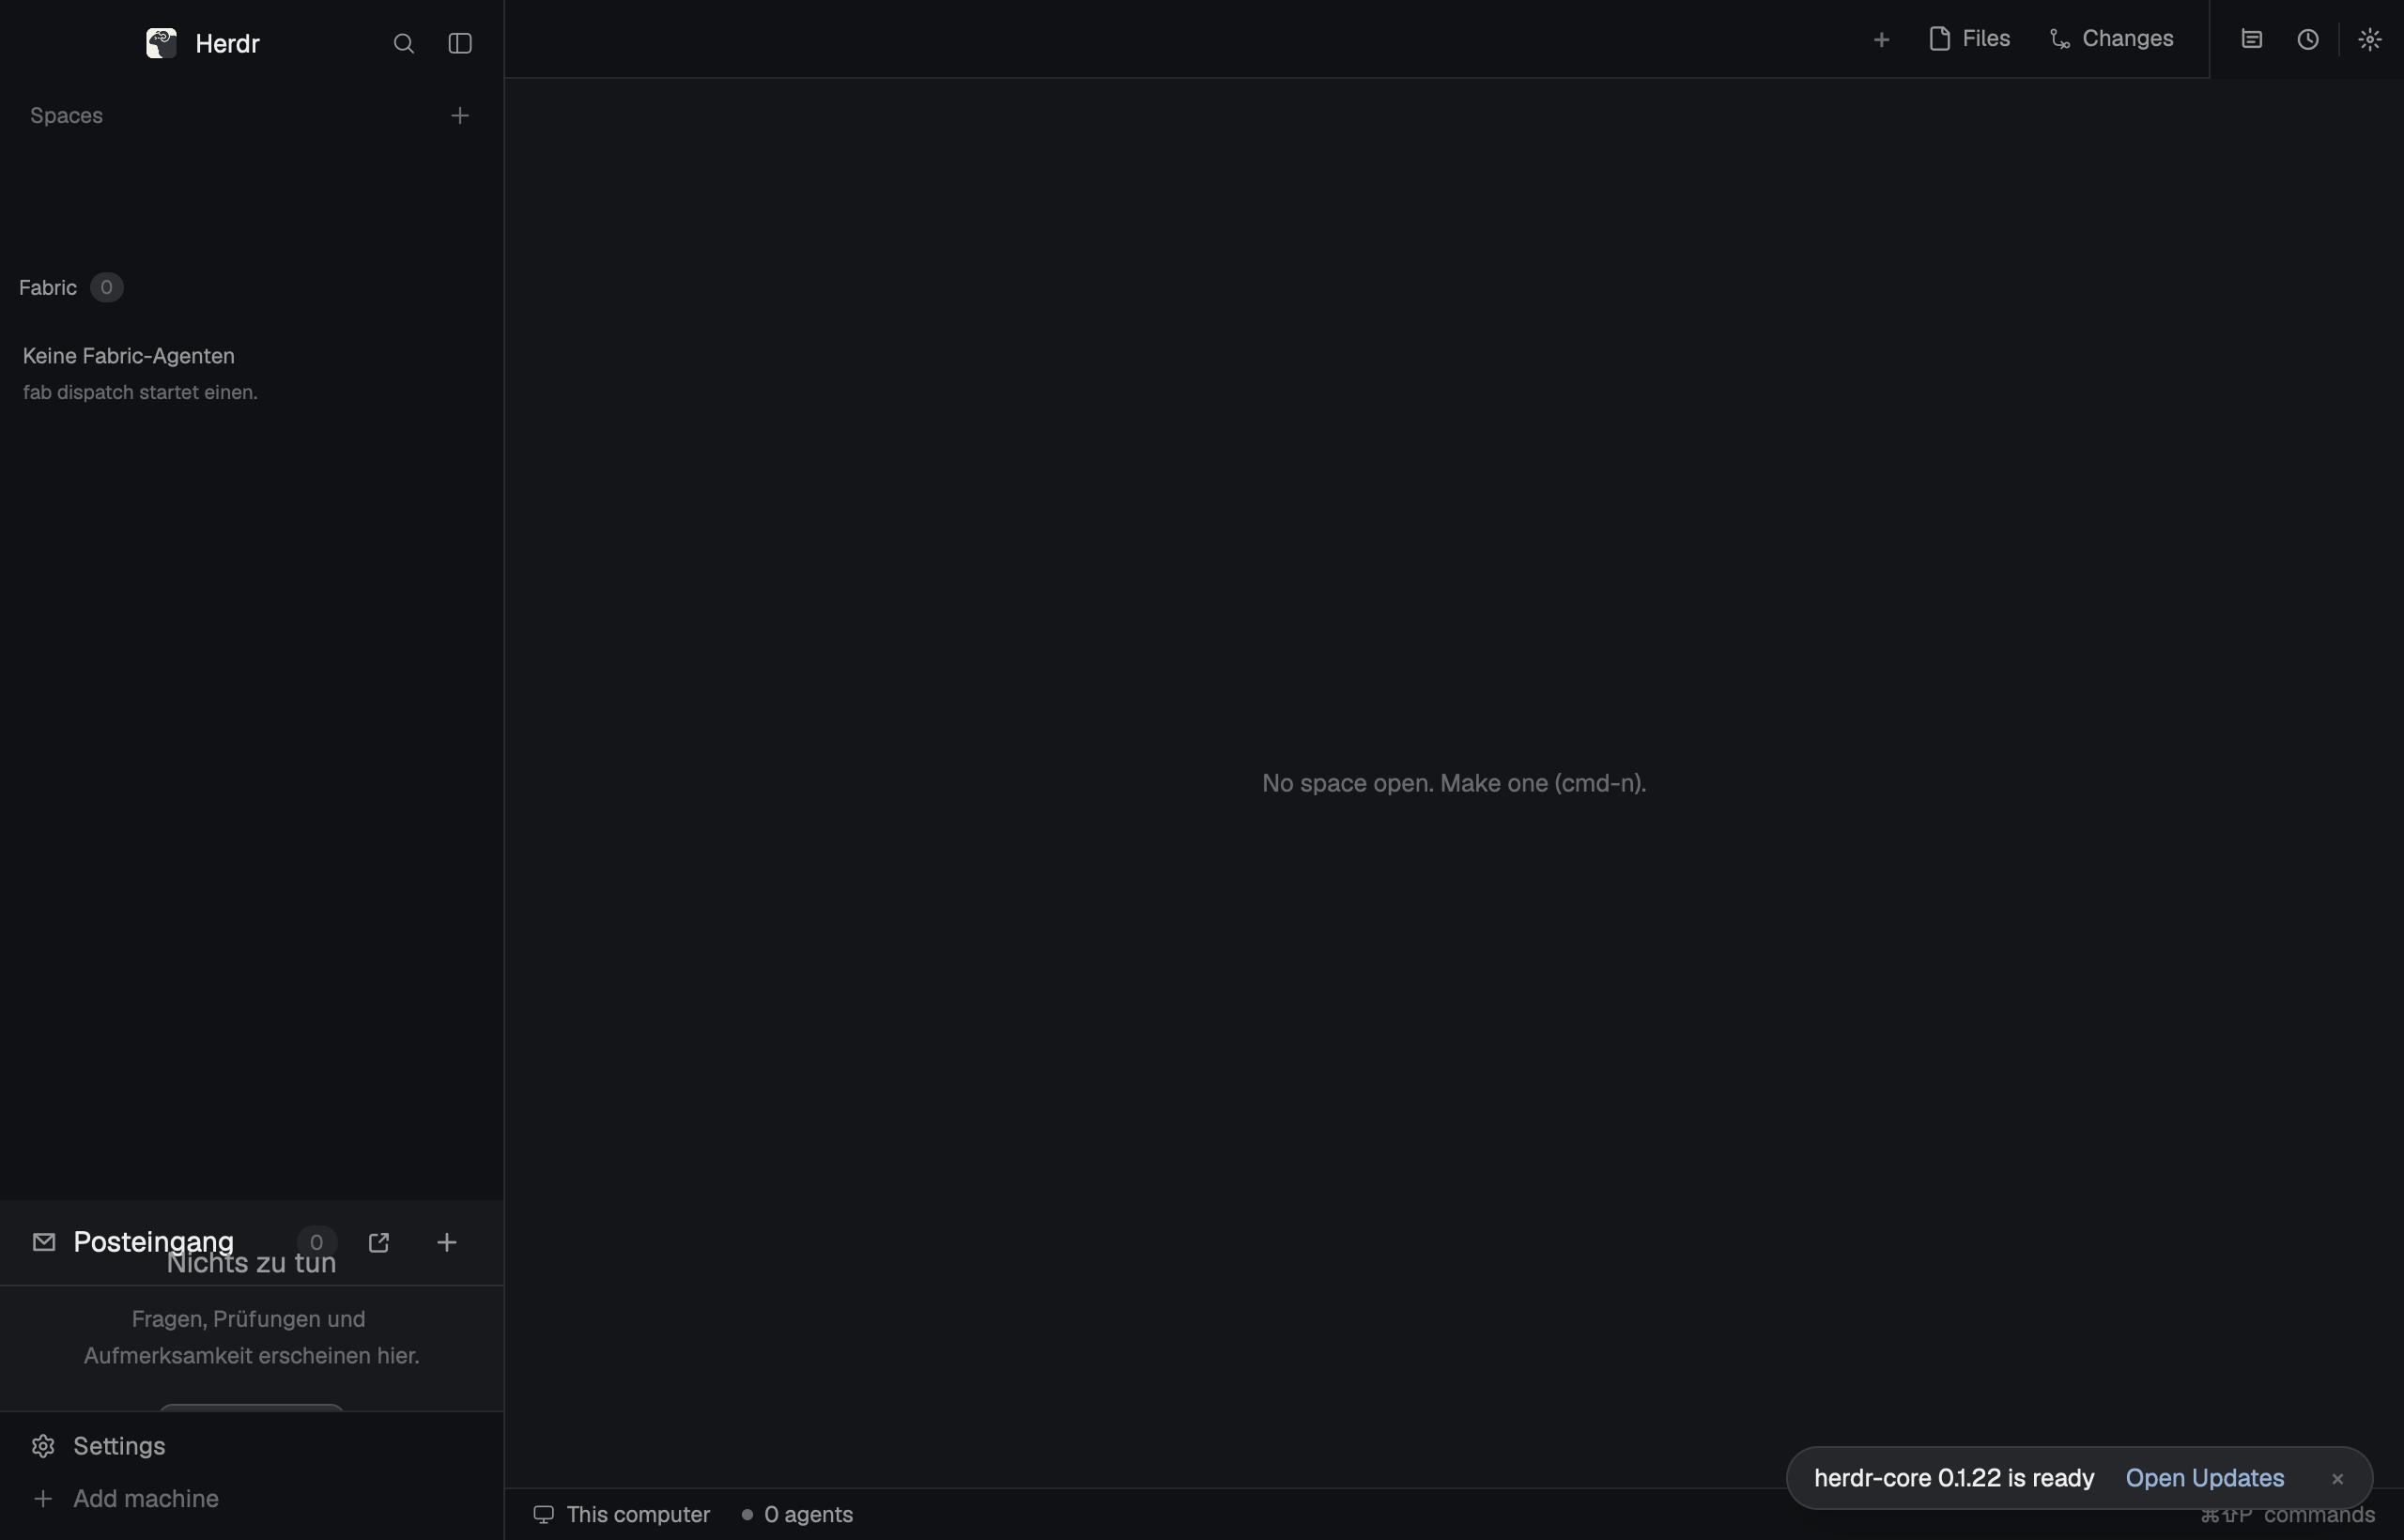 Herdr
Files
Changes
Spaces
Fabric 0
Keine Fabric-Agenten
fab dispatch startet einen.
No space open. Make one (cmd-n).
Posteingang 0
Nichts zu tun
Fragen, Prüfungen und
Aufmerksamkeit erscheinen hier.
Settings
Add machine
herdr-core 0.1.22 is ready Open Updates ×
This computer 0 agents
⌘⇧P commands